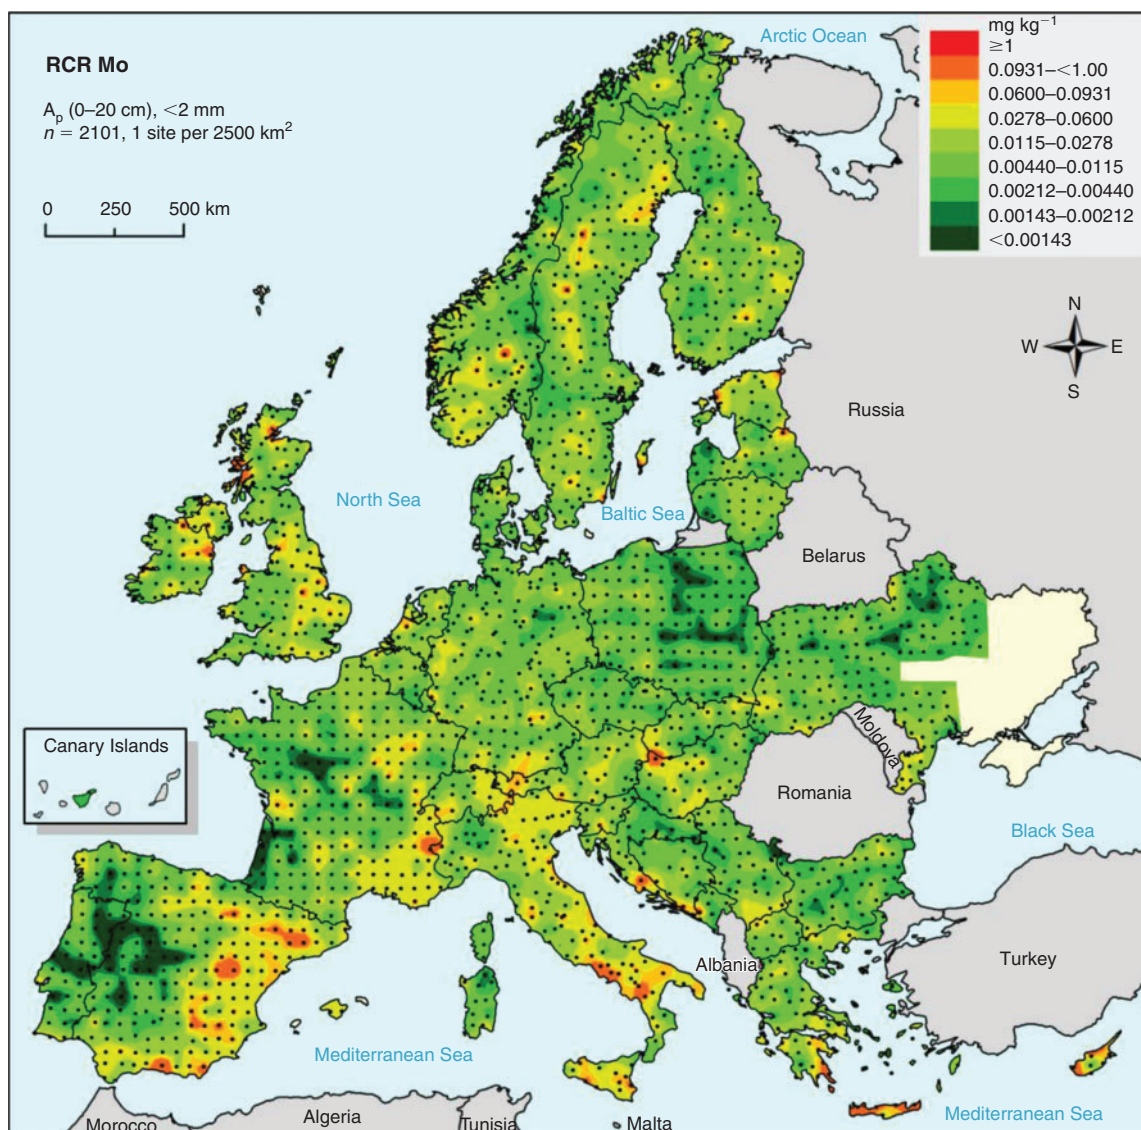 RCR Mo
Aₚ (0–20 cm), <2 mm
n = 2101, 1 site per 2500 km²
0 250 500 km
Arctic Ocean
mg kg⁻¹
≥1
0.0931–<1.00
0.0600–0.0931
0.0278–0.0600
0.0115–0.0278
0.00440–0.0115
0.00212–0.00440
0.00143–0.00212
<0.00143
N
W E
S
Russia
North Sea
Baltic Sea
Belarus
Canary Islands
Moldova
Romania
Black Sea
Albania
Turkey
Mediterranean Sea
Morocco
Algeria
Tunisia
Malta
Mediterranean Sea